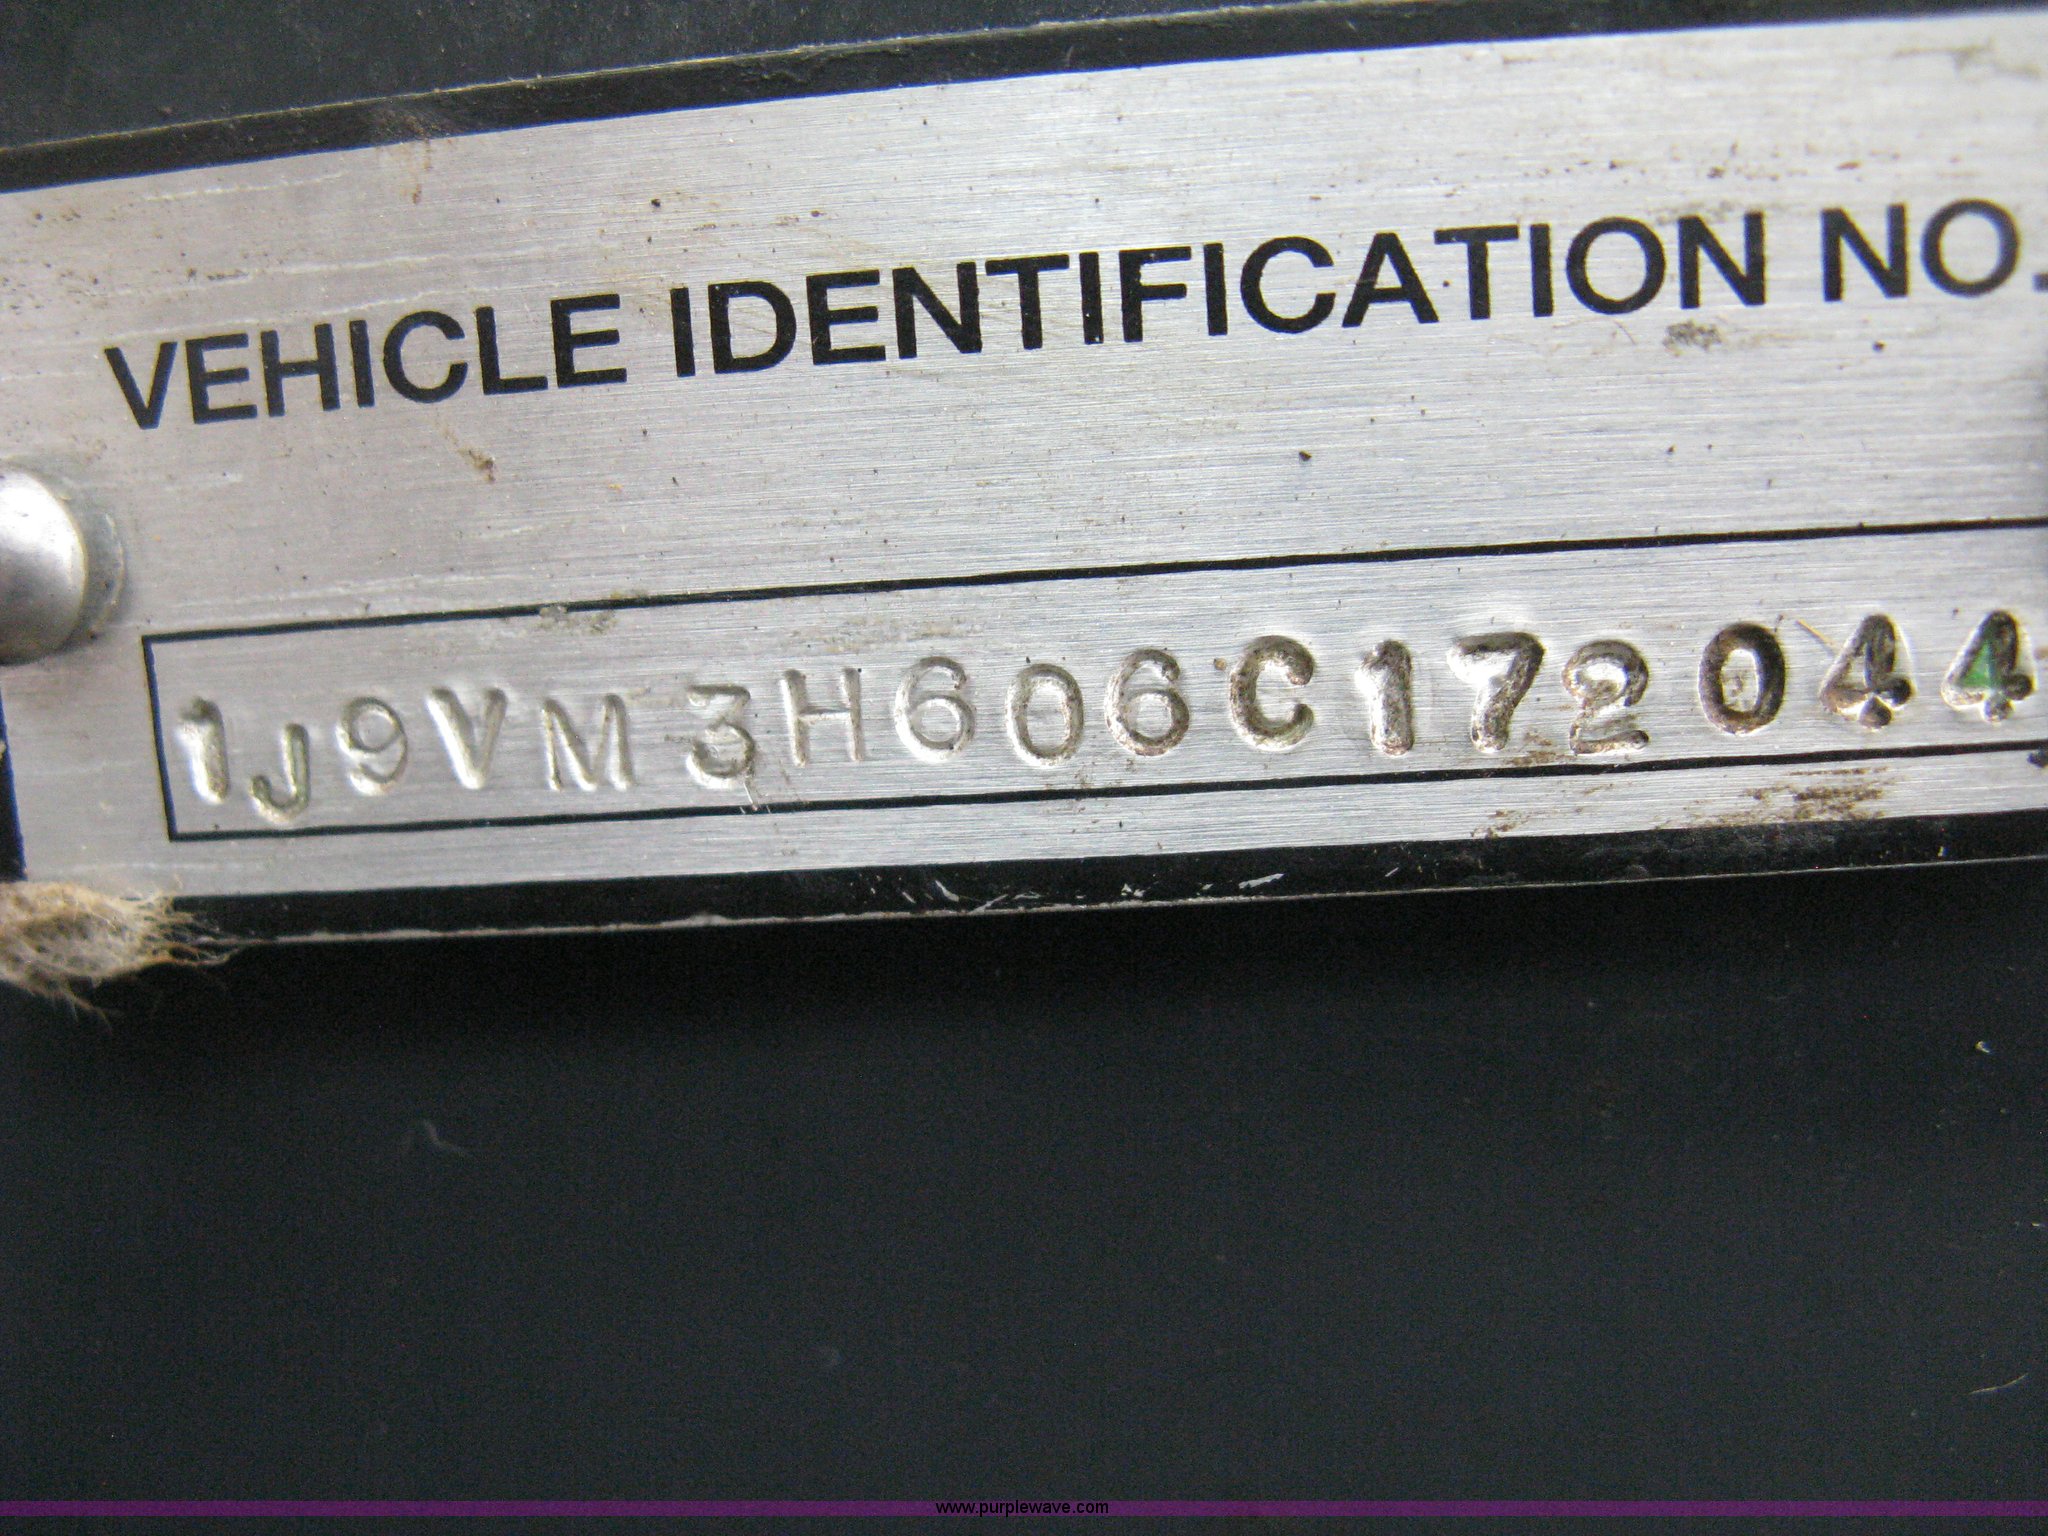 VEHICLE IDENTIFICATION NO.
1J9VM3H606C172044
www.purplewave.com